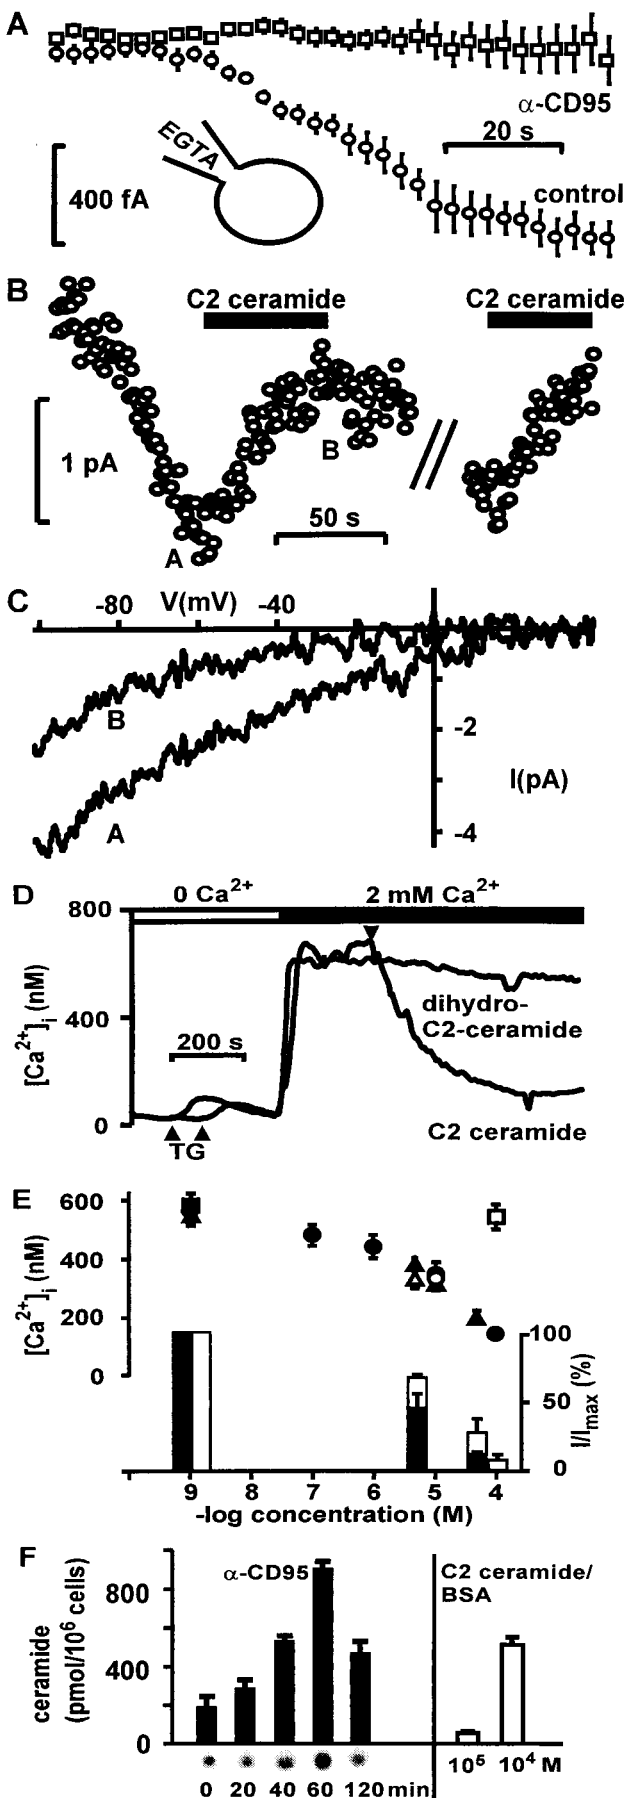 A
α-CD95
20 s
EGTA
400 fA
control
B
C2 ceramide
C2 ceramide
1 pA
B
50 s
A
C
-80
V(mV)
-40
B
-2
I(pA)
A
-4
D
0 Ca2+
2 mM Ca2+
800
[Ca2+]i (nM)
400
dihydro-
C2-ceramide
200 s
0
TG
C2 ceramide
E
600
[Ca2+]i (nM)
400
200
0
100
50
0
I/Imax (%)
9 8 7 6 5 4
-log concentration (M)
F
α-CD95
C2 ceramide/
BSA
800
ceramide
(pmol/10⁶ cells)
400
0
10⁵ 10⁴ M
0 20 40 60 120 min